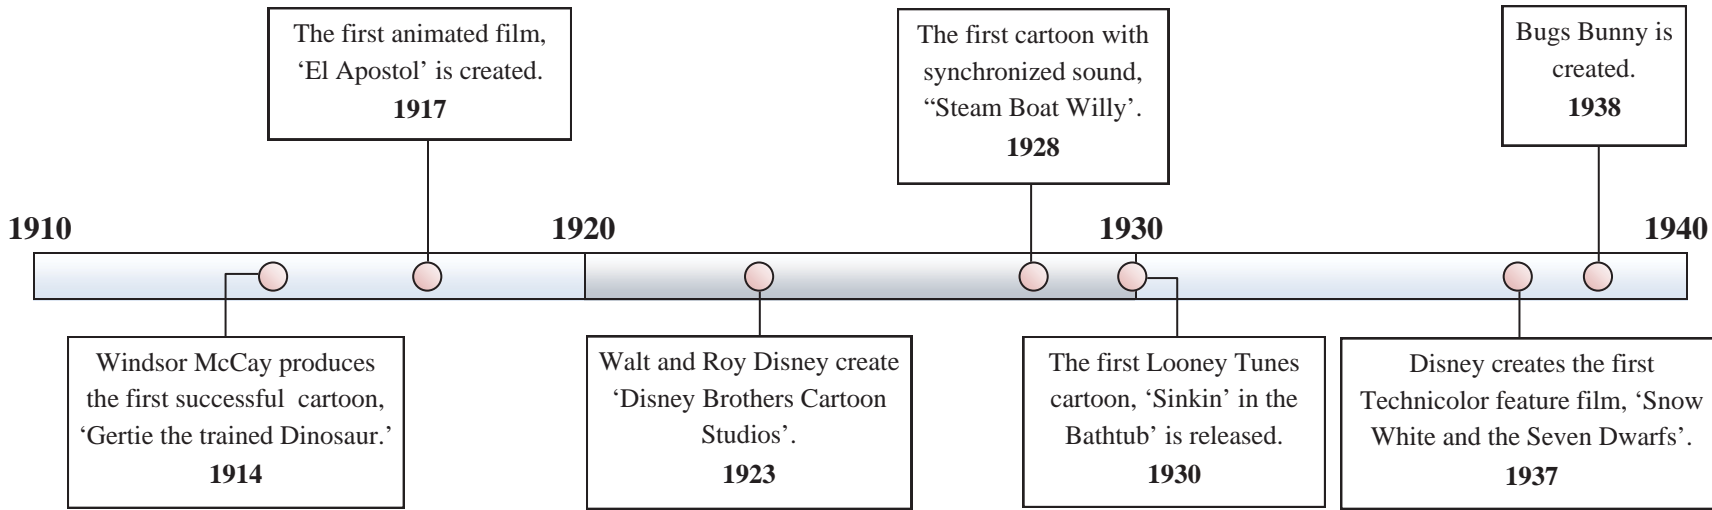 The first animated film,
‘El Apostol’ is created.
1917
The first cartoon with
synchronized sound,
“Steam Boat Willy’.
1928
Bugs Bunny is
created.
1938
1910
1920
1930
1940
Windsor McCay produces
the first successful cartoon,
‘Gertie the trained Dinosaur.’
1914
Walt and Roy Disney create
‘Disney Brothers Cartoon
Studios’.
1923
The first Looney Tunes
cartoon, ‘Sinkin’ in the
Bathtub’ is released.
1930
Disney creates the first
Technicolor feature film, ‘Snow
White and the Seven Dwarfs’.
1937